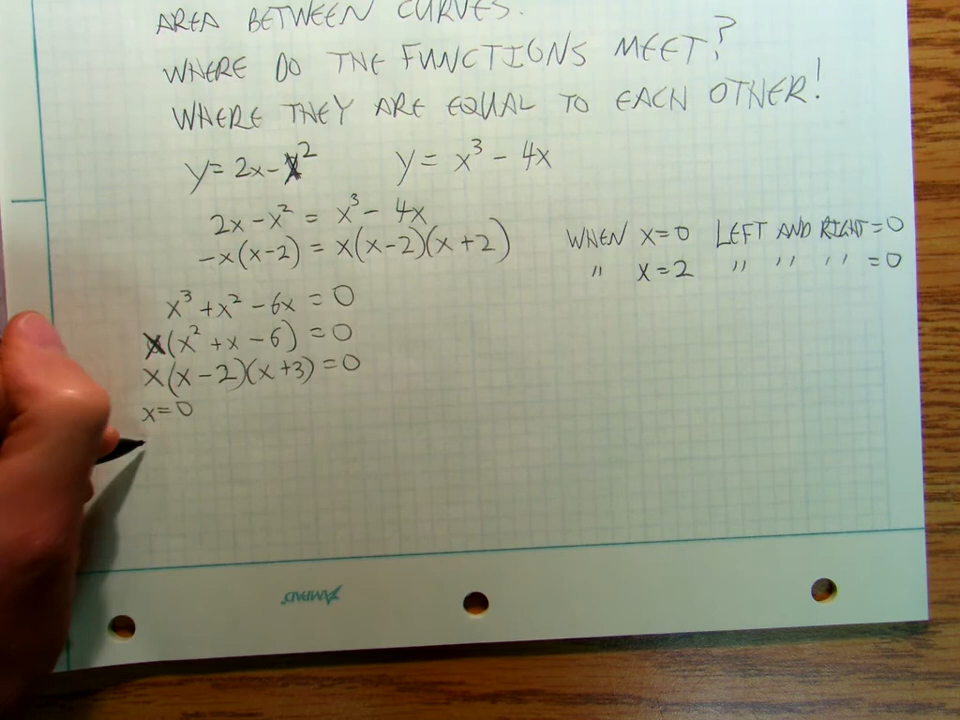 AREA BETWEEN CURVES.
WHERE DO THE FUNCTIONS MEET?
WHERE THEY ARE EQUAL TO EACH OTHER!
y = 2x - x² y = x³ - 4x
2x - x² = x³ - 4x
-x(x-2) = x(x-2)(x+2)
WHEN x=0 LEFT AND RIGHT = 0
" x=2 " " " = 0
x³ + x² - 6x = 0
x(x² + x - 6) = 0
x(x-2)(x+3) = 0
x=0
AMPAD